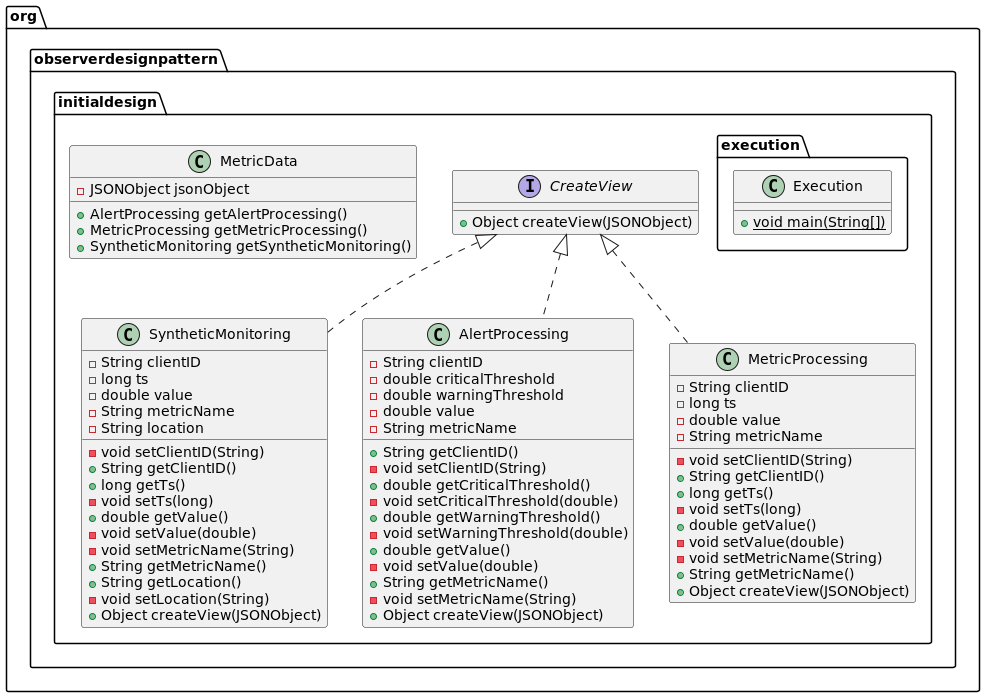 org
observerdesignpattern
initialdesign
C MetricData
JSONObject jsonObject
AlertProcessing getAlertProcessing()
MetricProcessing getMetricProcessing()
SyntheticMonitoring getSyntheticMonitoring()
I CreateView
Object createView(JSONObject)
execution
C Execution
void main(String[])
C SyntheticMonitoring
String clientID
long ts
double value
String metricName
String location
void setClientID(String)
String getClientID()
long getTs()
void setTs(long)
double getValue()
void setValue(double)
void setMetricName(String)
String getMetricName()
String getLocation()
void setLocation(String)
Object createView(JSONObject)
C AlertProcessing
String clientID
double criticalThreshold
double warningThreshold
double value
String metricName
String getClientID()
void setClientID(String)
double getCriticalThreshold()
void setCriticalThreshold(double)
double getWarningThreshold()
void setWarningThreshold(double)
double getValue()
void setValue(double)
String getMetricName()
void setMetricName(String)
Object createView(JSONObject)
C MetricProcessing
String clientID
long ts
double value
String metricName
void setClientID(String)
String getClientID()
long getTs()
void setTs(long)
double getValue()
void setValue(double)
void setMetricName(String)
String getMetricName()
Object createView(JSONObject)